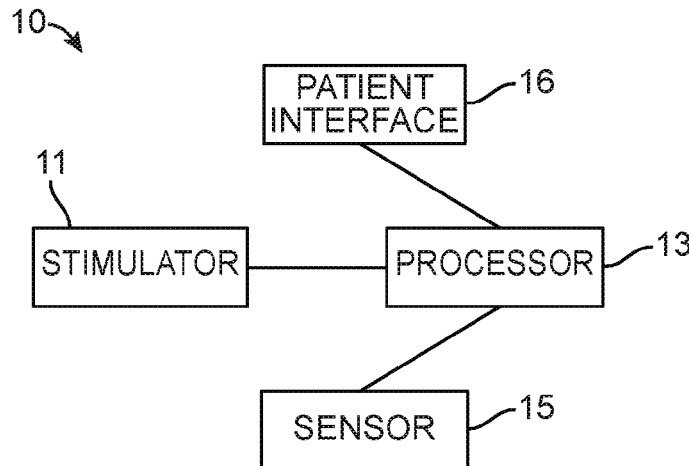 10
PATIENT
INTERFACE
16
11
STIMULATOR
PROCESSOR
13
SENSOR
15